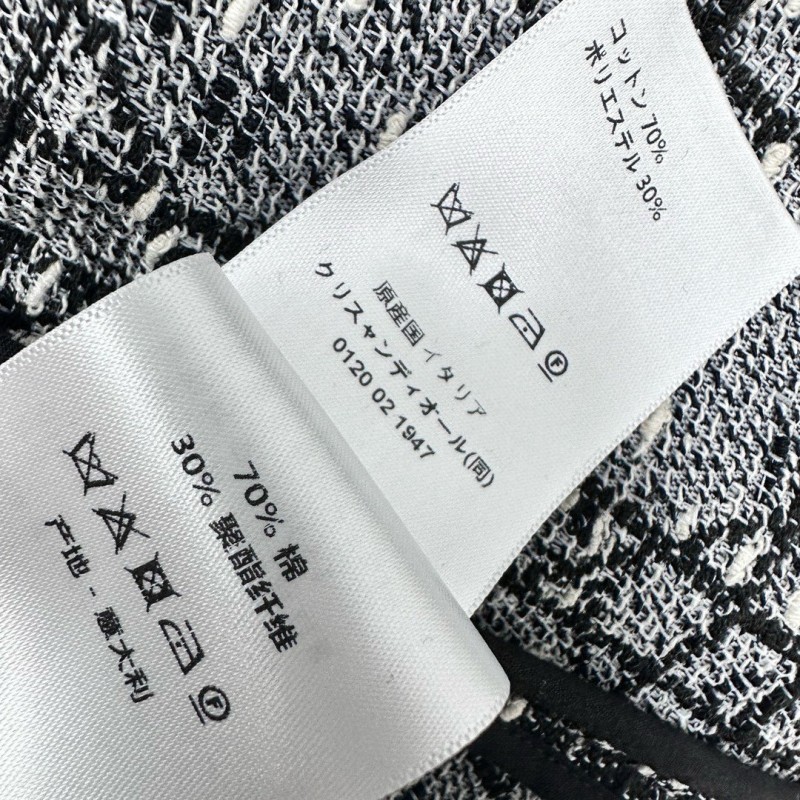 コットン 70%
ポリエステル 30%
原産国 イタリア
クリスャンディオール(同)
0120 02 1947
70% 棉
30% 聚酯纤维
产地 - 意大利